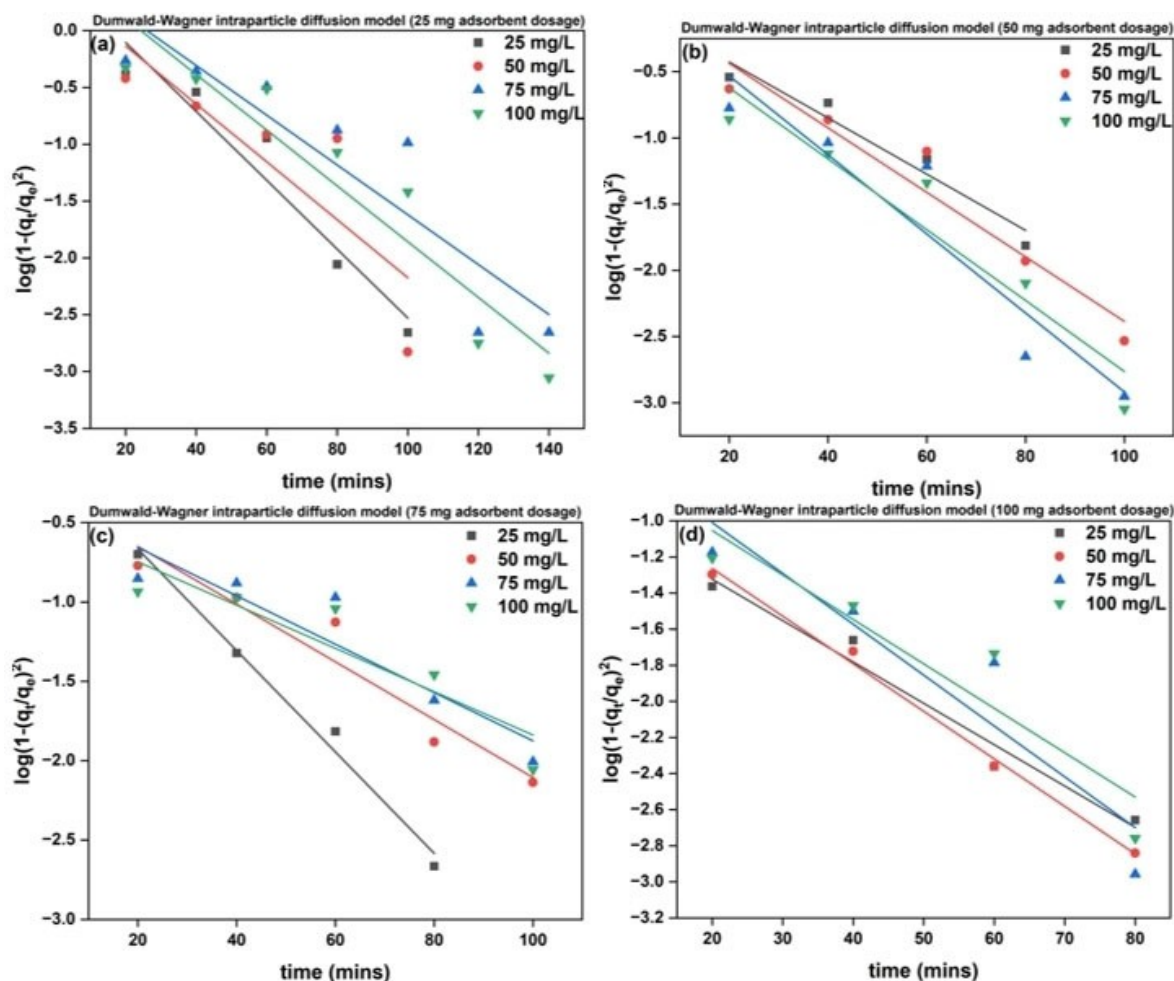 Dumwald-Wagner intraparticle diffusion model (25 mg adsorbent dosage)
(a)
25 mg/L
50 mg/L
75 mg/L
100 mg/L
0.0
−0.5
−1.0
−1.5
−2.0
−2.5
−3.0
−3.5
log(1-(qt/qe)²)
20 40 60 80 100 120 140
time (mins)
Dumwald-Wagner intraparticle diffusion model (50 mg adsorbent dosage)
(b)
25 mg/L
50 mg/L
75 mg/L
100 mg/L
−0.5
−1.0
−1.5
−2.0
−2.5
−3.0
log(1-(qt/qe)²)
20 40 60 80 100
time (mins)
Dumwald-Wagner intraparticle diffusion model (75 mg adsorbent dosage)
(c)
25 mg/L
50 mg/L
75 mg/L
100 mg/L
−0.5
−1.0
−1.5
−2.0
−2.5
−3.0
log(1-(qt/qe)²)
20 40 60 80 100
time (mins)
Dumwald-Wagner intraparticle diffusion model (100 mg adsorbent dosage)
(d)
25 mg/L
50 mg/L
75 mg/L
100 mg/L
−1.0
−1.2
−1.4
−1.6
−1.8
−2.0
−2.2
−2.4
−2.6
−2.8
−3.0
−3.2
log(1-(qt/qe)²)
20 30 40 50 60 70 80
time (mins)